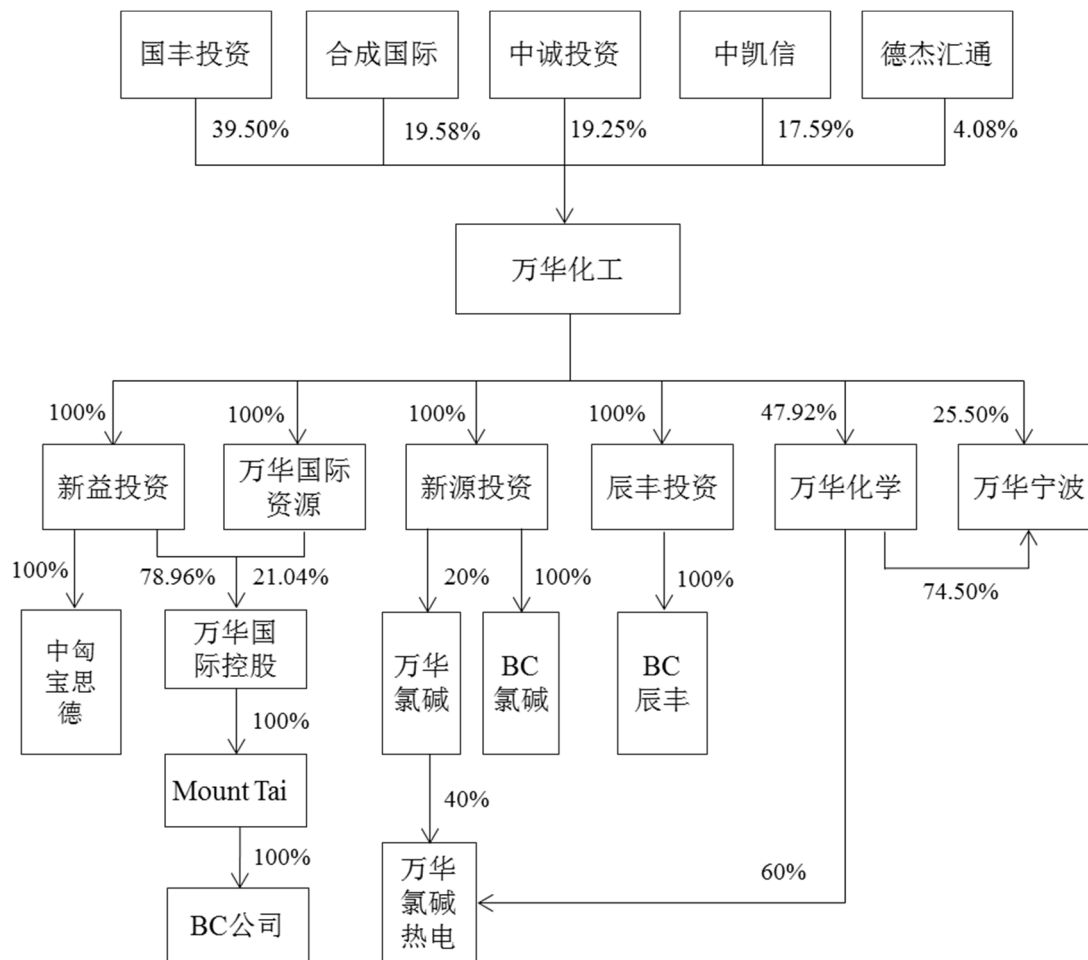 国丰投资
合成国际
中诚投资
中凯信
德杰汇通
39.50%
19.58%
19.25%
17.59%
4.08%
万华化工
100%
100%
100%
100%
47.92%
25.50%
新益投资
万华国际
资源
新源投资
辰丰投资
万华化学
万华宁波
100%
78.96%
21.04%
20%
100%
100%
74.50%
中匈
宝思
德
万华国
际控股
万华
氯碱
BC
氯碱
BC
辰丰
100%
Mount Tai
40%
100%
60%
BC公司
万华
氯碱
热电